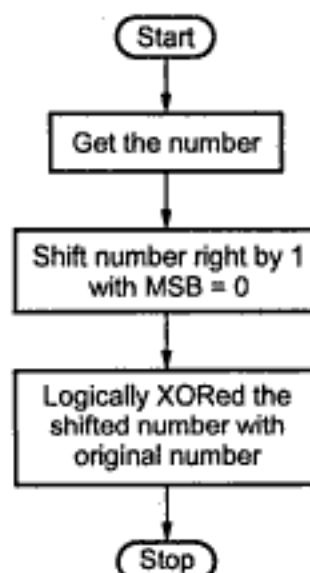 Start
Get the number
Shift number right by 1
with MSB = 0
Logically XORed the
shifted number with
original number
Stop